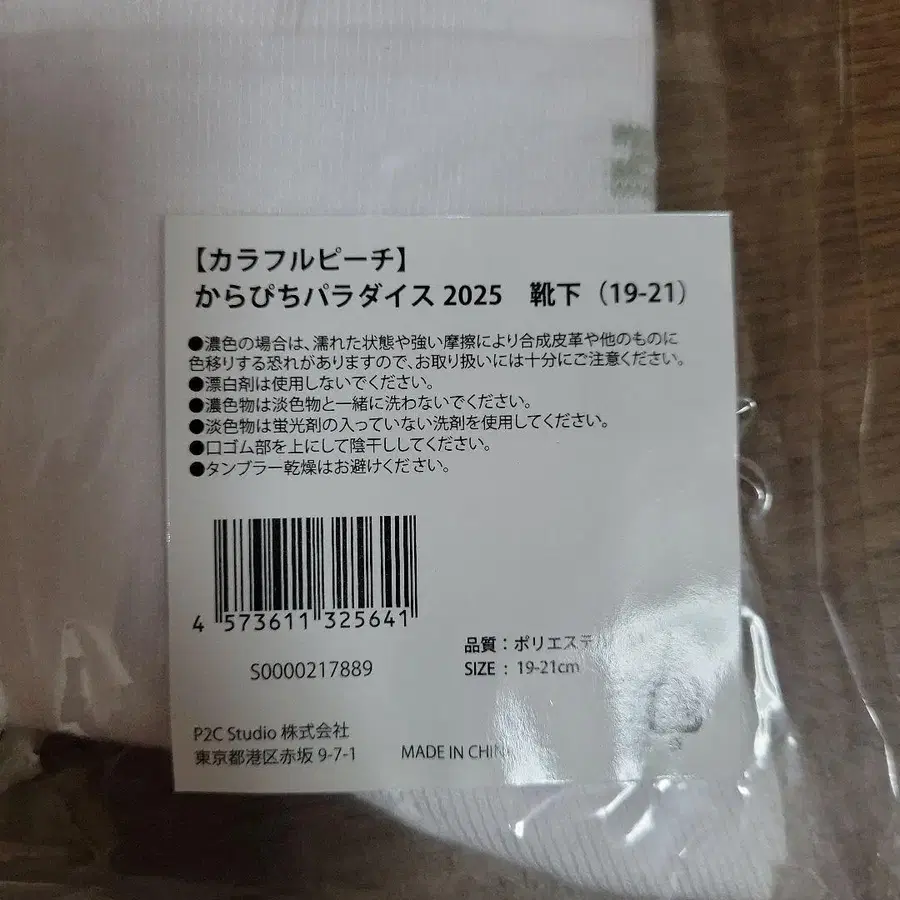 【カラフルピーチ】
からぴちパラダイス 2025 靴下（19-21）
●濃色の場合は、濡れた状態や強い摩擦により合成皮革や他のものに
色移りする恐れがありますので、お取り扱いには十分にご注意ください。
●漂白剤は使用しないでください。
●濃色物は淡色物と一緒に洗わないでください。
●淡色物は蛍光剤の入っていない洗剤を使用してください。
●口ゴム部を上にして陰干ししてください。
●タンブラー乾燥はお避けください。
4 573611 325641
品質：ポリエステ
S0000217889
SIZE：19-21cm
P2C Studio 株式会社
東京都港区赤坂 9-7-1 MADE IN CHIN